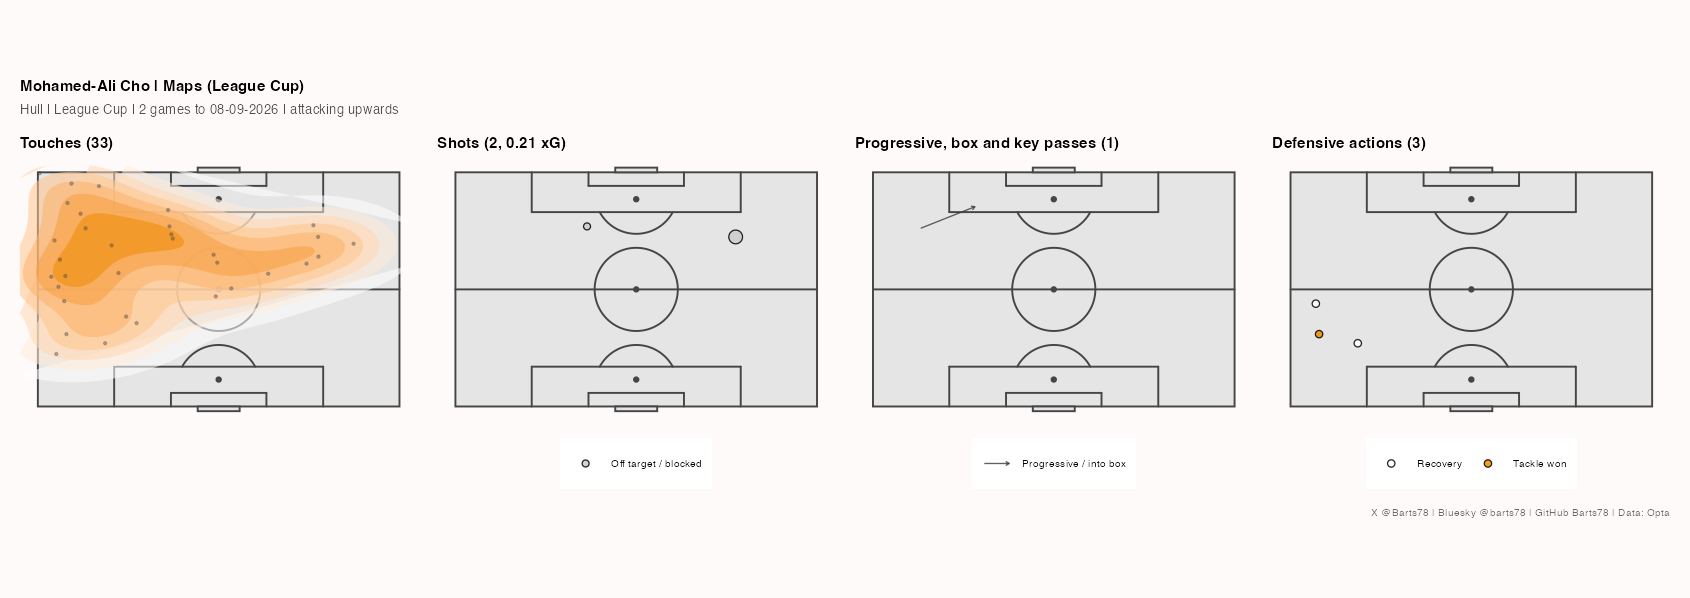 Mohamed-Ali Cho | Maps (League Cup)
Hull | League Cup | 2 games to 08-09-2026 | attacking upwards
Touches (33)
Shots (2, 0.21 xG)
Progressive, box and key passes (1)
Defensive actions (3)
Off target / blocked
Progressive / into box
Recovery
Tackle won
X @Barts78 | Bluesky @barts78 | GitHub Barts78 | Data: Opta